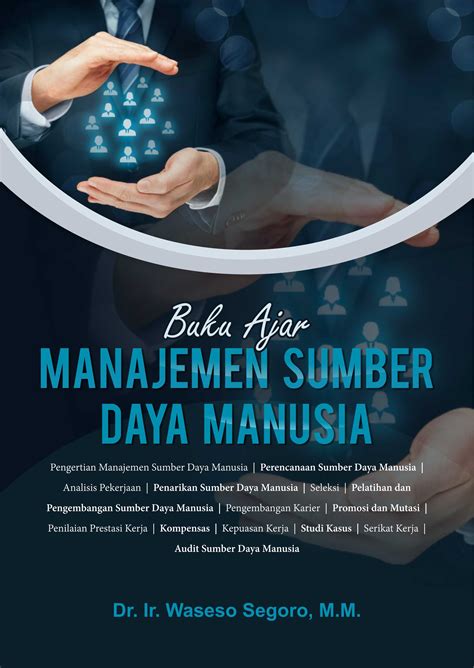 Buku Ajar
MANAJEMEN SUMBER
DAYA MANUSIA
Pengertian Manajemen Sumber Daya Manusia | Perencanaan Sumber Daya Manusia |
Analisis Pekerjaan | Penarikan Sumber Daya Manusia | Seleksi | Pelatihan dan
Pengembangan Sumber Daya Manusia | Pengembangan Karier | Promosi dan Mutasi |
Penilaian Prestasi Kerja | Kompensas | Kepuasan Kerja | Studi Kasus | Serikat Kerja |
Audit Sumber Daya Manusia
Dr. Ir. Waseso Segoro, M.M.